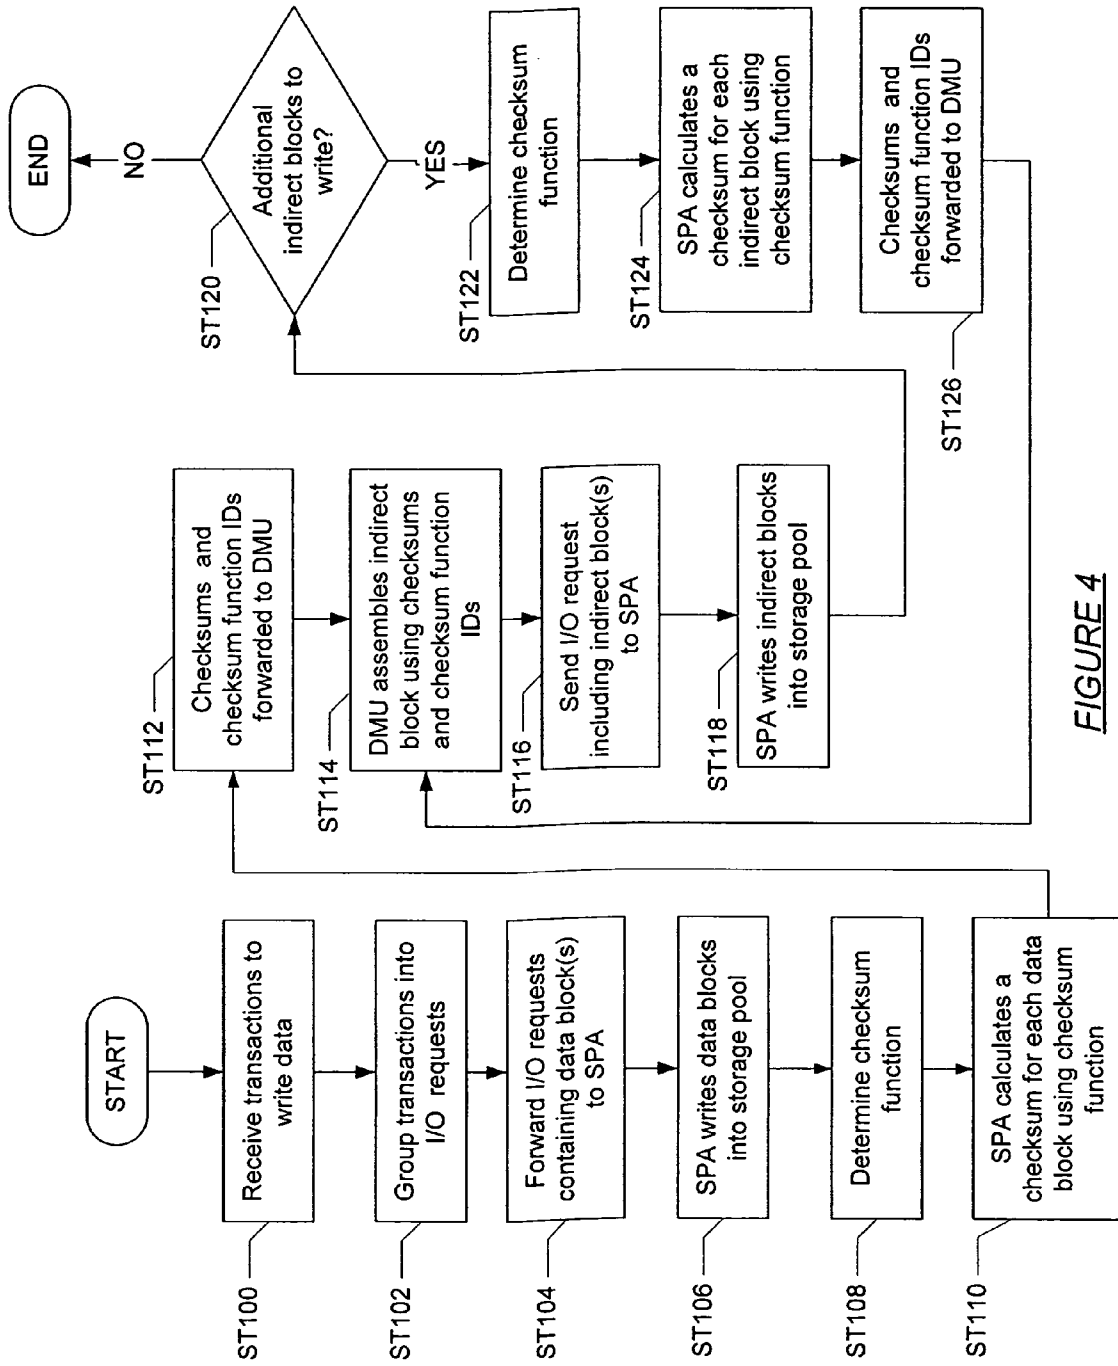 START
ST100
Receive transactions to
write data
ST102
Group transactions into
I/O requests
ST104
Forward I/O requests
containing data block(s)
to SPA
ST106
SPA writes data blocks
into storage pool
ST108
Determine checksum
function
ST110
SPA calculates a
checksum for each data
block using checksum
function
ST112
Checksums and
checksum function IDs
forwarded to DMU
ST114
DMU assembles indirect
block using checksums
and checksum function
IDs
ST116
Send I/O request
including indirect block(s)
to SPA
ST118
SPA writes indirect blocks
into storage pool
END
NO
ST120
Additional
indirect blocks to
write?
YES
ST122
Determine checksum
function
ST124
SPA calculates a
checksum for each
indirect block using
checksum function
ST126
Checksums and
checksum function IDs
forwarded to DMU
FIGURE 4